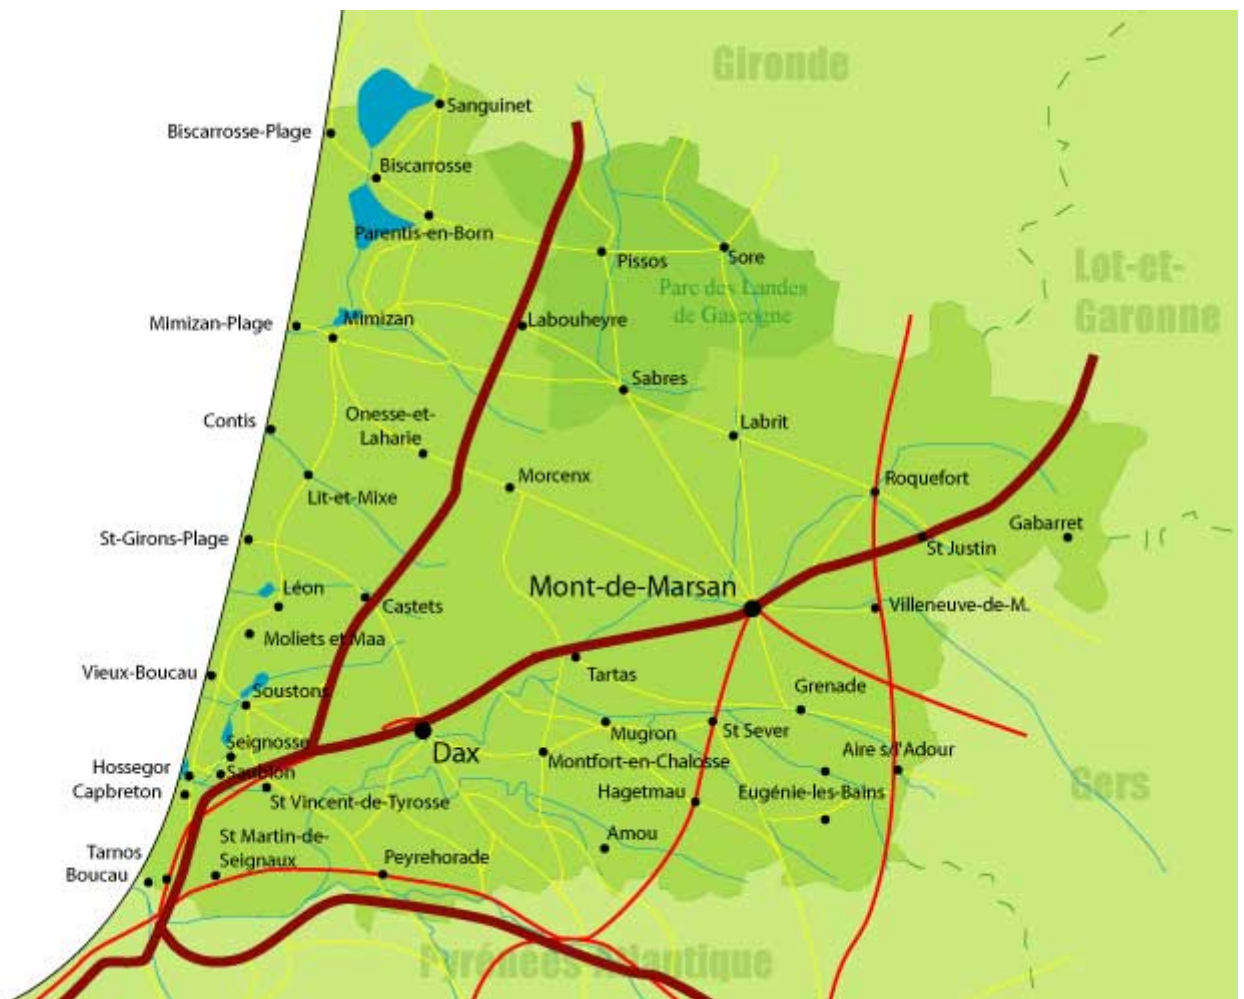 Gironde
Sanguinet
Biscarrosse-Plage
Biscarrosse
Parentis-en-Born
Pissos
Sore
Lot-et-
Garonne
Parc des Landes
de Gascogne
Mimizan-Plage
Mimizan
Labouheyre
Sabres
Contis
Onesse-et-
Laharie
Labrit
Morcenx
Roquefort
Lit-et-Mixe
Gabarret
St-Girons-Plage
St Justin
Léon
Mont-de-Marsan
Castets
Villeneuve-de-M.
Moliets et Maa
Vieux-Boucau
Tartas
Soustons
Grenade
Mugron
St Sever
Seignosse
Dax
Aire s/l'Adour
Hossegor
Saubion
Montfort-en-Chalosse
Capbreton
St Vincent-de-Tyrosse
Hagetmau
Eugénie-les-Bains
Gers
St Martin-de-
Seignaux
Amou
Tarnos
Boucau
Peyrehorade
Pyrénées Atlantique